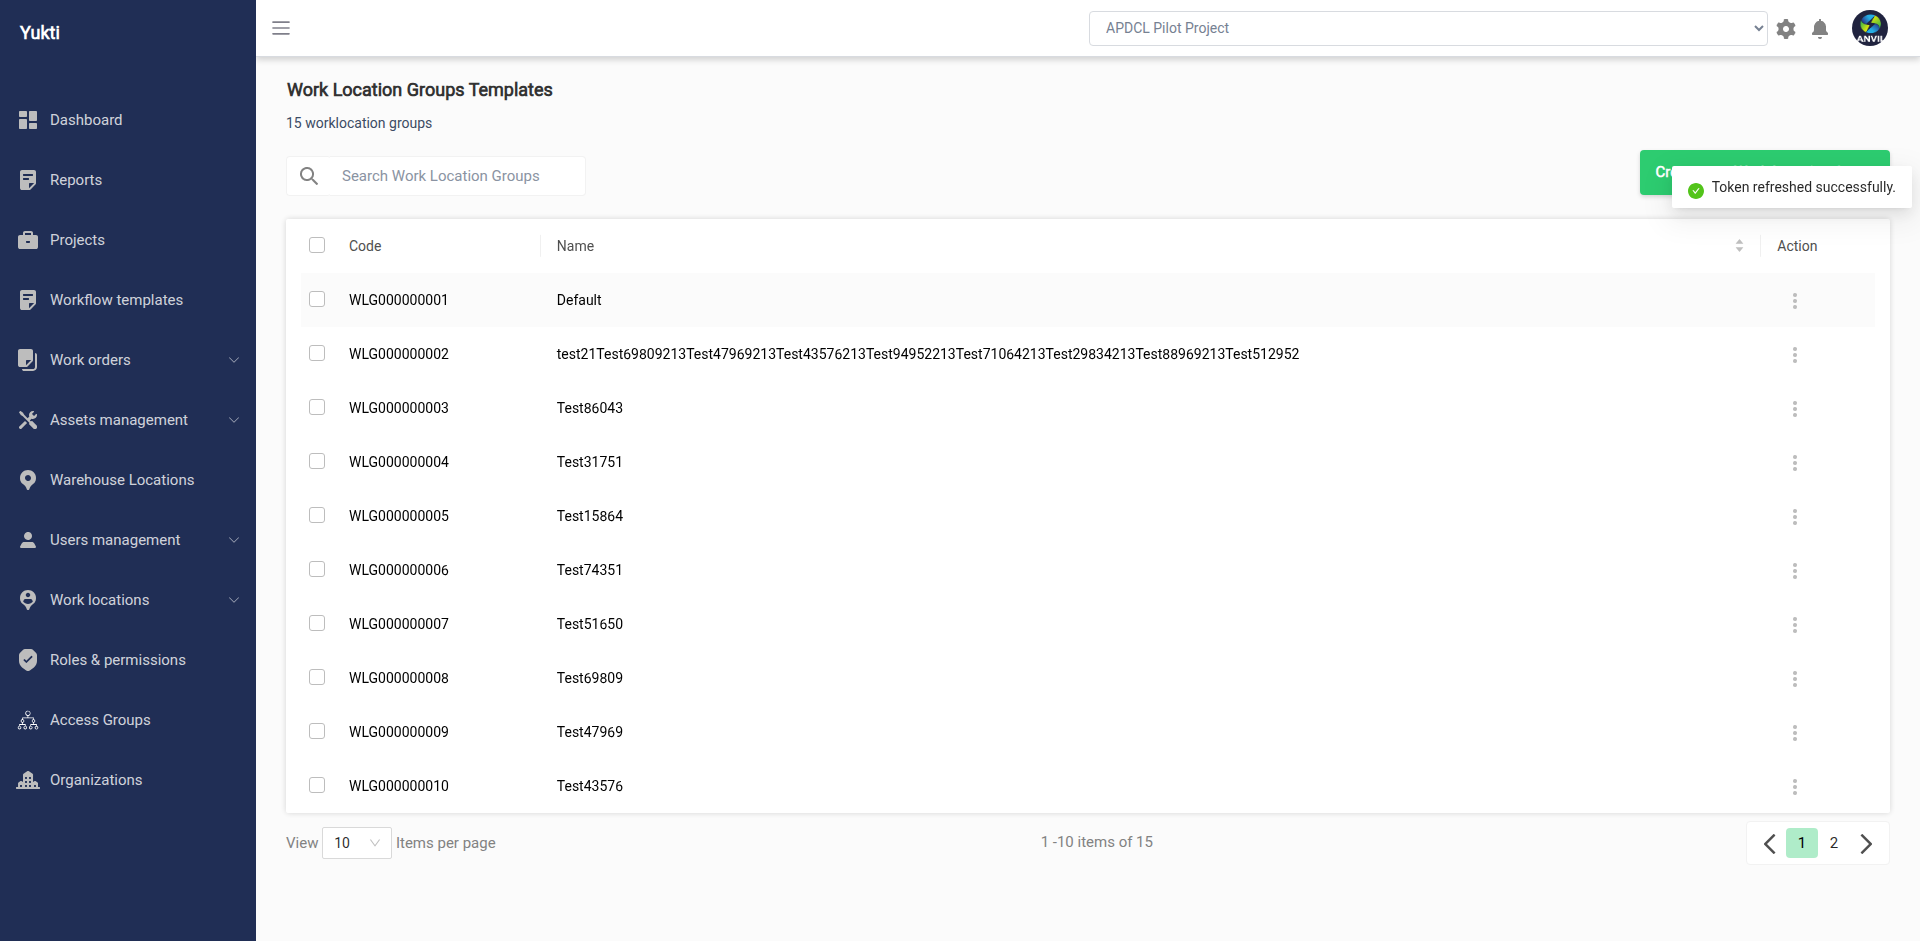 Yukti
APDCL Pilot Project
ANVIL
Dashboard
Reports
Projects
Workflow templates
Work orders
Assets management
Warehouse Locations
Users management
Work locations
Roles & permissions
Access Groups
Organizations
Work Location Groups Templates
15 worklocation groups
Search Work Location Groups
Token refreshed successfully.
Code Name Action
WLG000000001 Default
WLG000000002 test21Test69809213Test47969213Test43576213Test94952213Test71064213Test29834213Test88969213Test512952
WLG000000003 Test86043
WLG000000004 Test31751
WLG000000005 Test15864
WLG000000006 Test74351
WLG000000007 Test51650
WLG000000008 Test69809
WLG000000009 Test47969
WLG000000010 Test43576
View 10 Items per page 1 -10 items of 15 1 2